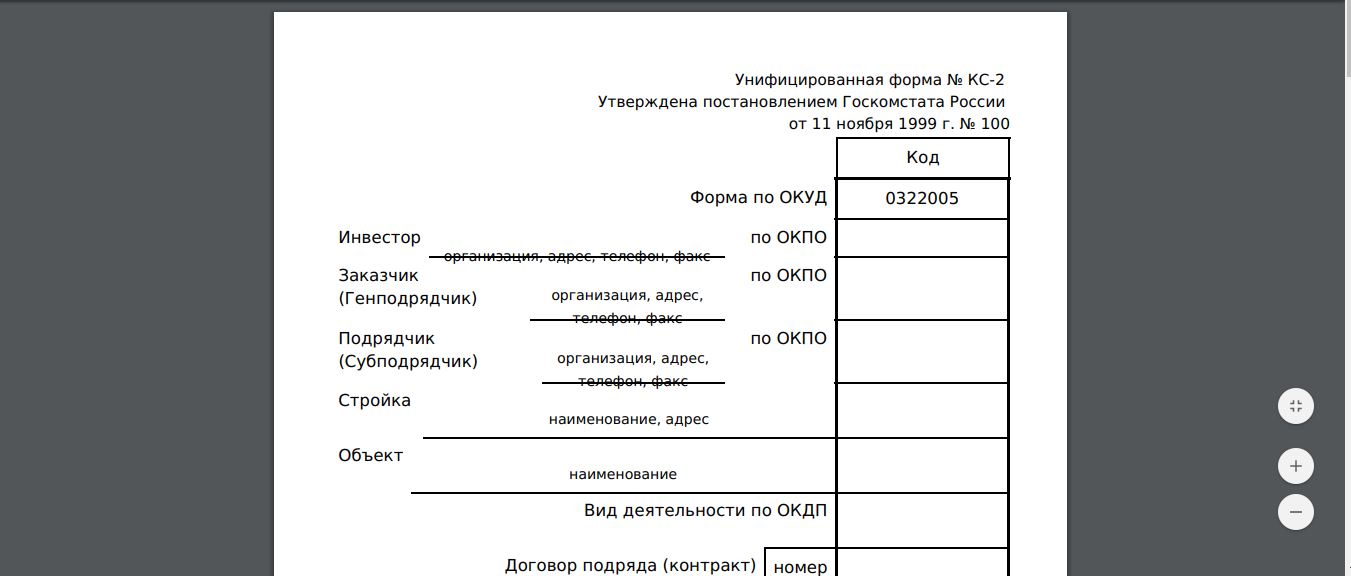 Унифицированная форма № КС-2
Утверждена постановлением Госкомстата России
от 11 ноября 1999 г. № 100
Код
Форма по ОКУД 0322005
Инвестор по ОКПО
организация, адрес, телефон, факс
Заказчик по ОКПО
(Генподрядчик) организация, адрес,
телефон, факс
Подрядчик по ОКПО
(Субподрядчик) организация, адрес,
телефон, факс
Стройка
наименование, адрес
Объект
наименование
Вид деятельности по ОКДП
Договор подряда (контракт) номер